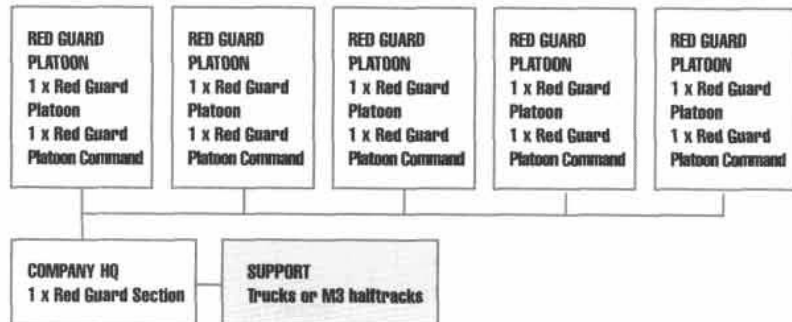 RED GUARD
PLATOON
1 x Red Guard
Platoon
1 x Red Guard
Platoon Command
RED GUARD
PLATOON
1 x Red Guard
Platoon
1 x Red Guard
Platoon Command
RED GUARD
PLATOON
1 x Red Guard
Platoon
1 x Red Guard
Platoon Command
RED GUARD
PLATOON
1 x Red Guard
Platoon
1 x Red Guard
Platoon Command
RED GUARD
PLATOON
1 x Red Guard
Platoon
1 x Red Guard
Platoon Command
COMPANY HQ
1 x Red Guard Section
SUPPORT
Trucks or M3 halftracks